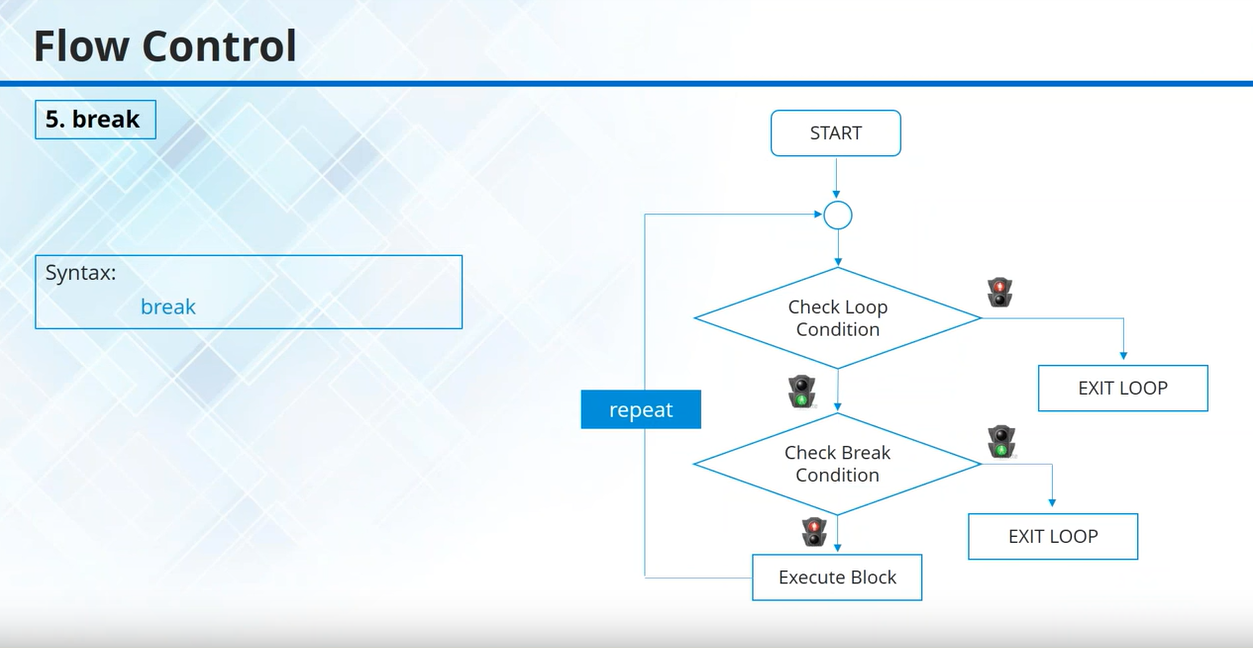 Flow Control
5. break
Syntax:
break
START
Check Loop
Condition
EXIT LOOP
repeat
Check Break
Condition
EXIT LOOP
Execute Block